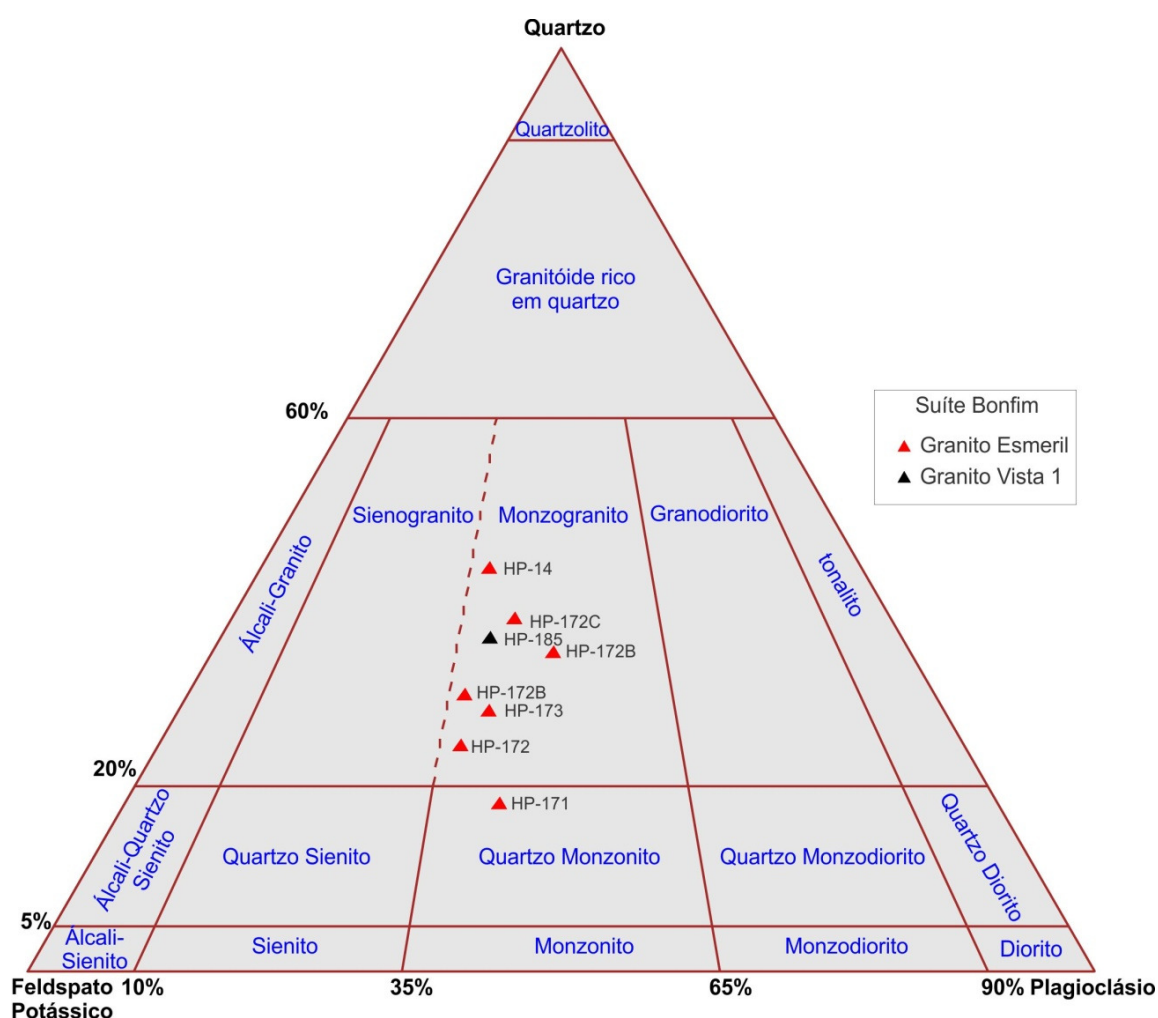 Quartzo
Quartzolito
Granitóide rico
em quartzo
60%
Suíte Bonfim
Granito Esmeril
Granito Vista 1
Álcali-Granito
Sienogranito
Monzogranito
Granodiorito
tonalito
HP-14
HP-172C
HP-185
HP-172B
HP-172B
HP-173
HP-172
20%
HP-171
Álcali-Quartzo
Sienito
Quartzo Sienito
Quartzo Monzonito
Quartzo Monzodiorito
Quartzo Diorito
5%
Álcali-
Sienito
Sienito
Monzonito
Monzodiorito
Diorito
Feldspato
Potássico
10%
35%
65%
90%
Plagioclásio